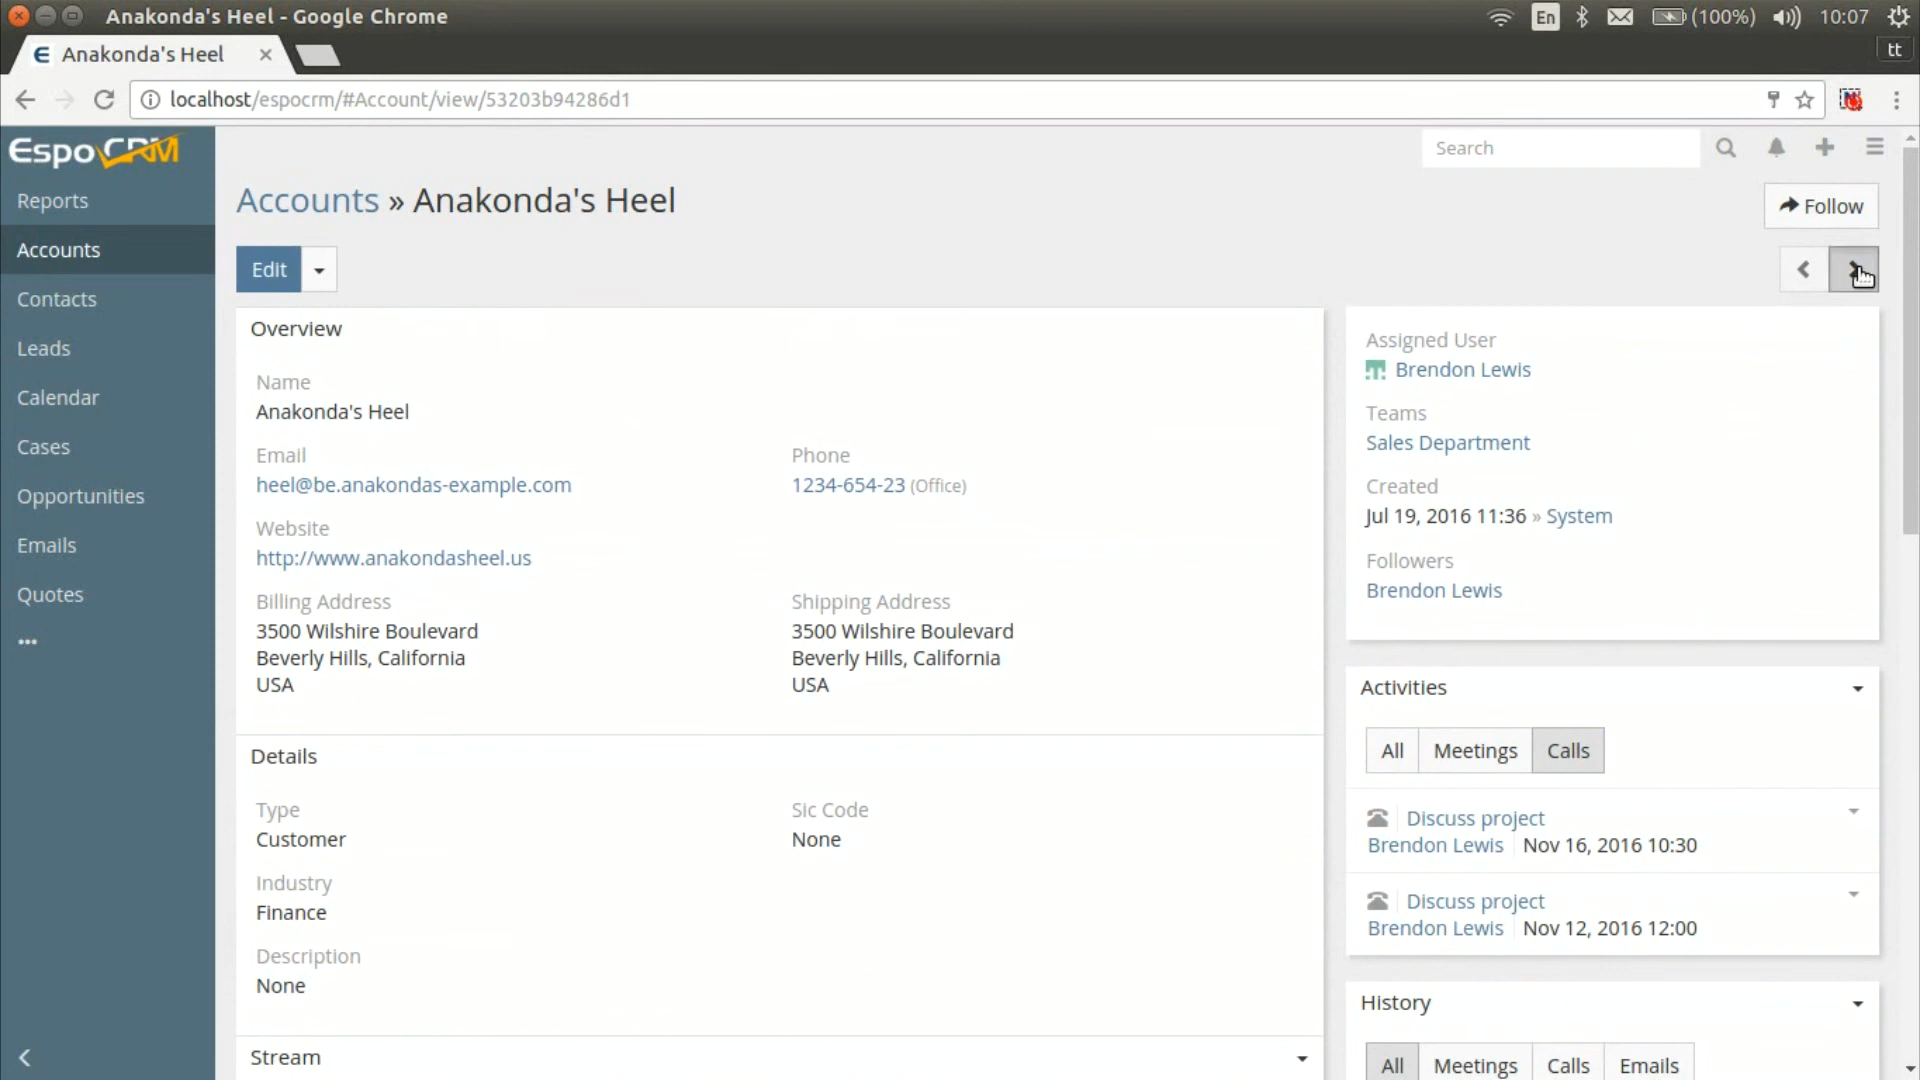 Anakonda's Heel - Google Chrome
En
(100%)
10:07
Anakonda's Heel
tt
localhost/espocrm/#Account/view/53203b94286d1
EspoCRM
Search
Reports
Accounts
Contacts
Leads
Calendar
Cases
Opportunities
Emails
Quotes
•••
Accounts » Anakonda's Heel
Follow
Edit
Overview
Name
Anakonda's Heel
Email
heel@be.anakondas-example.com
Phone
1234-654-23 (Office)
Website
http://www.anakondasheel.us
Billing Address
3500 Wilshire Boulevard
Beverly Hills, California
USA
Shipping Address
3500 Wilshire Boulevard
Beverly Hills, California
USA
Details
Type
Customer
Sic Code
None
Industry
Finance
Description
None
Stream
Assigned User
Brendon Lewis
Teams
Sales Department
Created
Jul 19, 2016 11:36 » System
Followers
Brendon Lewis
Activities
All Meetings Calls
Discuss project
Brendon Lewis Nov 16, 2016 10:30
Discuss project
Brendon Lewis Nov 12, 2016 12:00
History
All Meetings Calls Emails